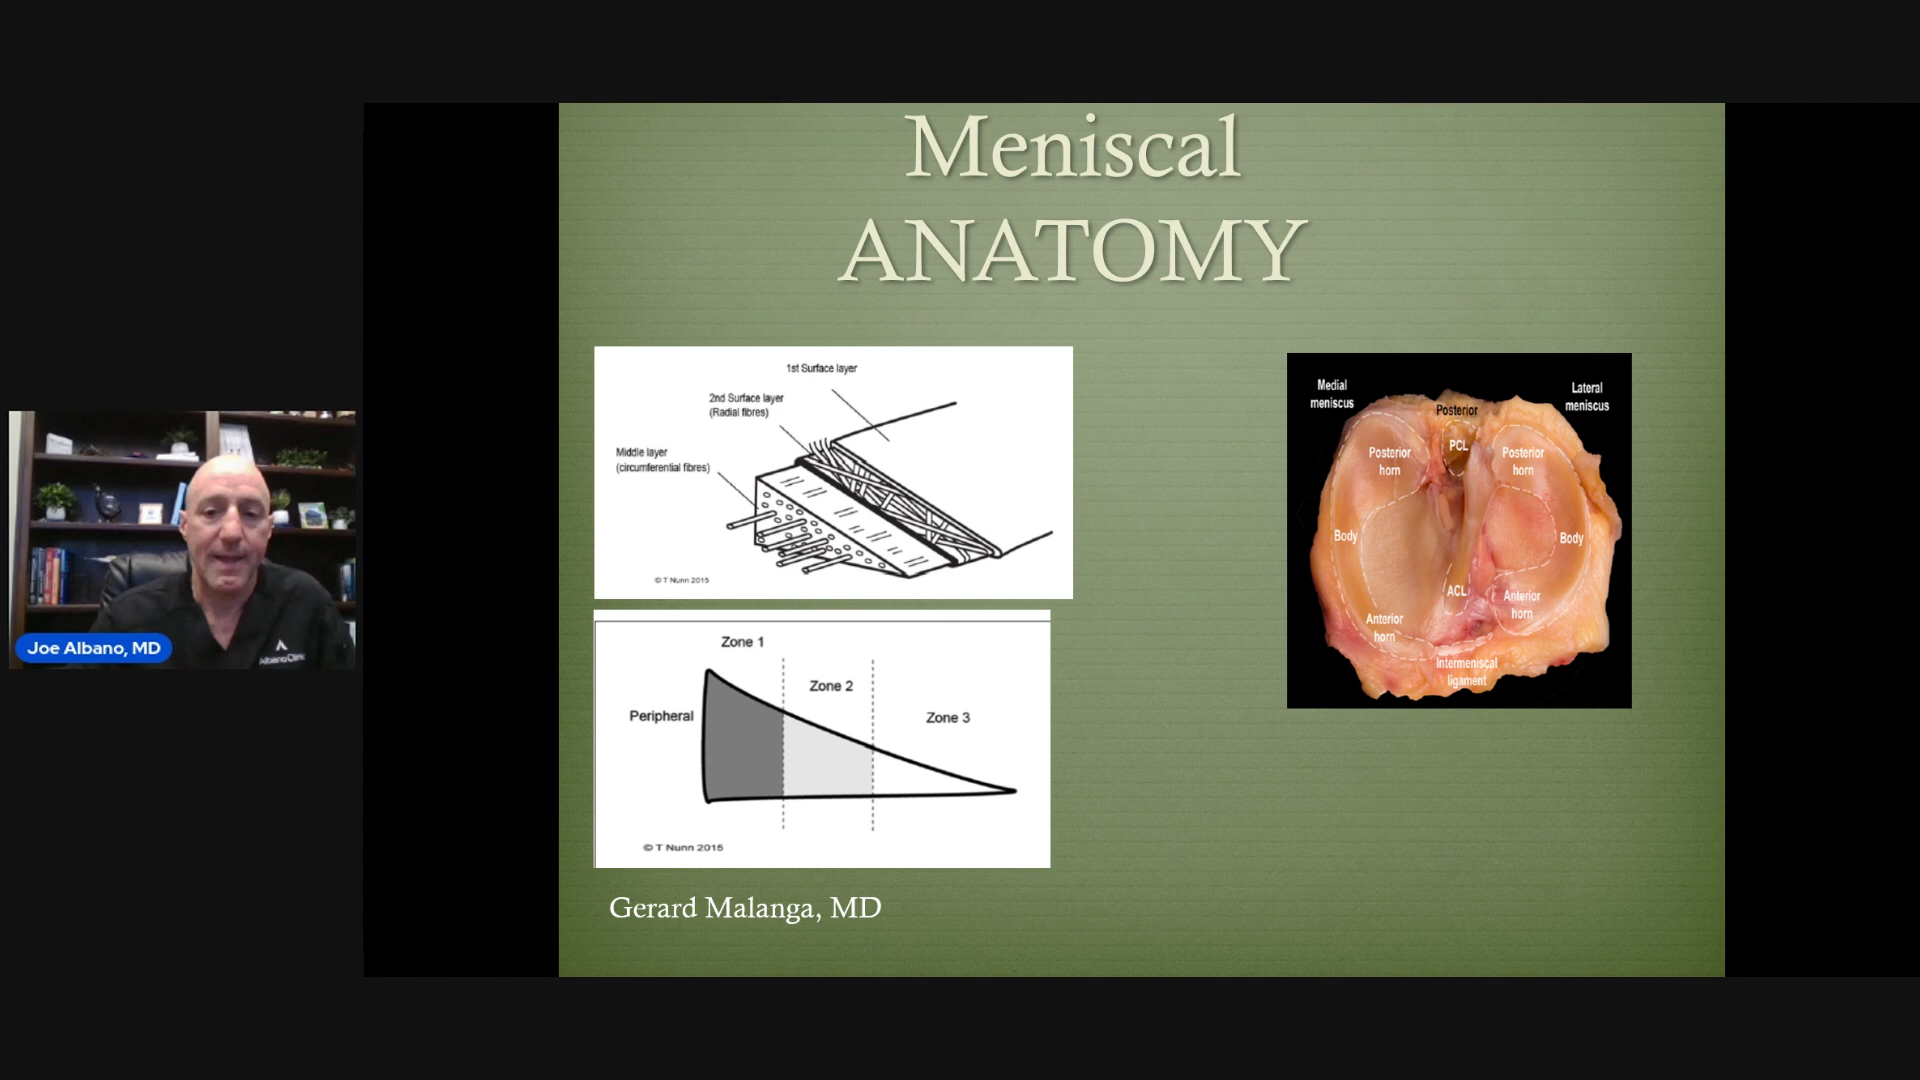 Meniscal
ANATOMY
1st Surface layer
2nd Surface layer
(Radial fibres)
Middle layer
(circumferential fibres)
© T Nunn 2015
Zone 1
Zone 2
Zone 3
Peripheral
© T Nunn 2015
Gerard Malanga, MD
Medial
meniscus
Lateral
meniscus
Posterior
PCL
Posterior
horn
Posterior
horn
Body
Body
ACL
Anterior
horn
Anterior
horn
Intermeniscal
ligament
Joe Albano, MD
Albano Clinic